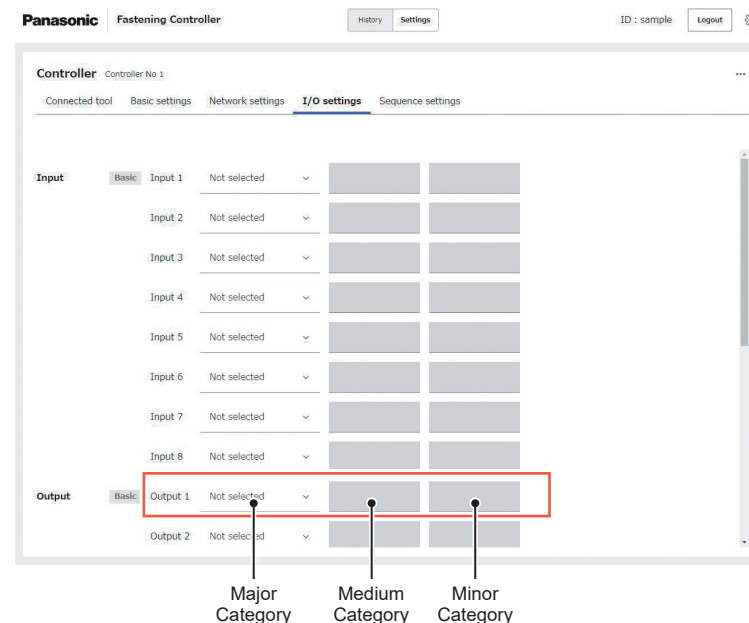 Panasonic Fastening Controller History Settings ID : sample Logout
Controller Controller No 1 ...
Connected tool Basic settings Network settings I/O settings Sequence settings
Input Basic Input 1 Not selected
Input 2 Not selected
Input 3 Not selected
Input 4 Not selected
Input 5 Not selected
Input 6 Not selected
Input 7 Not selected
Input 8 Not selected
Output Basic Output 1 Not selected
Output 2 Not selected
Major Category
Medium Category
Minor Category